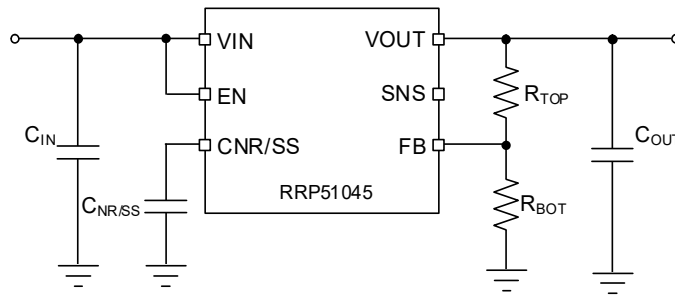 VIN
VOUT
EN
SNS
RTOP
CIN
CNR/SS
FB
COUT
CNR/SS
RRP51045
RBOT